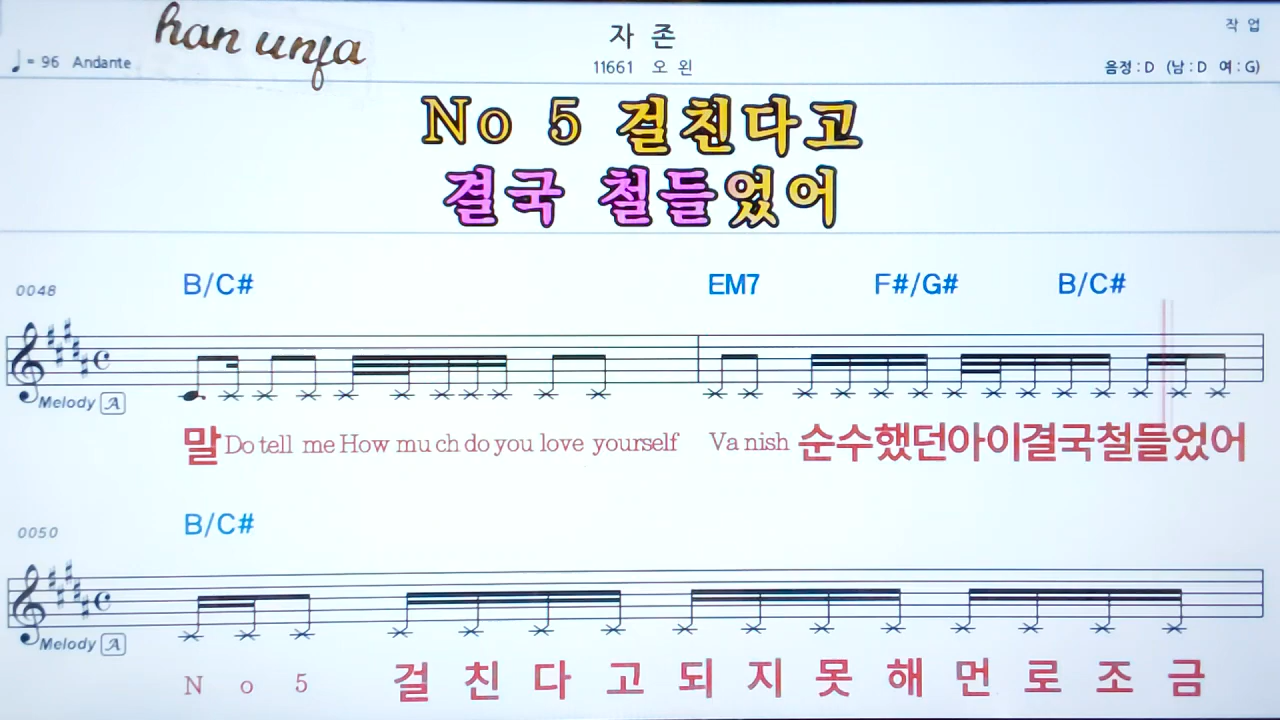 han unfa
자 존
작 업
♩= 96 Andante
11661 오 왼
음정 : D (남 : D 여 : G)
No 5 걸친다고
결국 철들었어
0048
B/C# EM7 F#/G# B/C#
Melody A
말 Do tell me How mu ch do you love yourself Va nish 순수했던아이결국철들었어
0050
B/C#
Melody A
N o 5 걸 친 다 고 되 지 못 해 먼 로 조 금